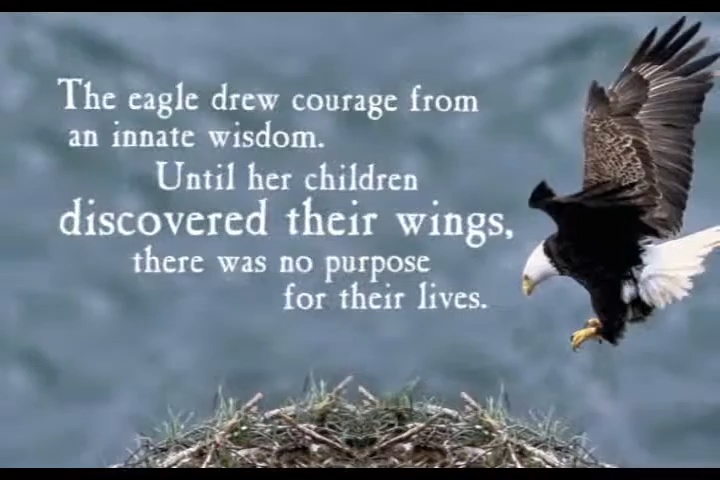 The eagle drew courage from
an innate wisdom.
Until her children
discovered their wings,
there was no purpose
for their lives.